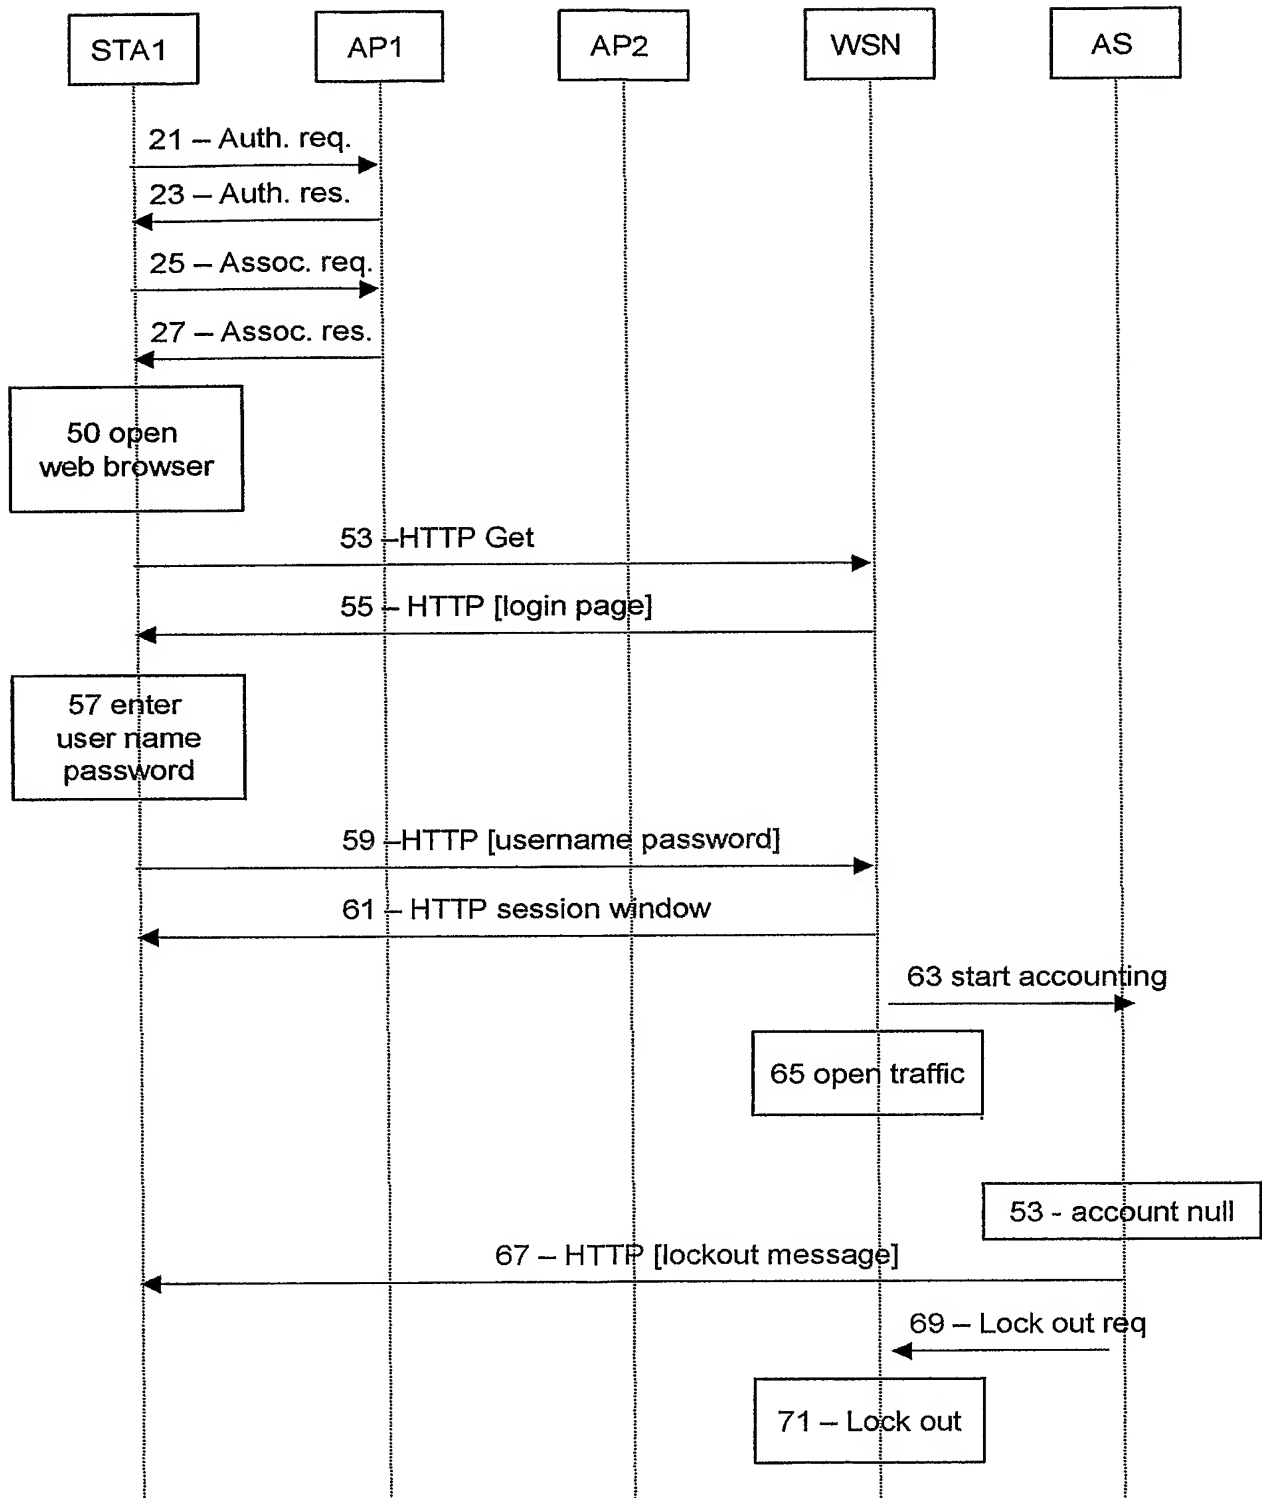 STA1 AP1 AP2 WSN AS
21 – Auth. req.
23 – Auth. res.
25 – Assoc. req.
27 – Assoc. res.
50 open
web browser
53 –HTTP Get
55 – HTTP [login page]
57 enter
user name
password
59 –HTTP [username password]
61 – HTTP session window
63 start accounting
65 open traffic
53 - account null
67 – HTTP [lockout message]
69 – Lock out req
71 – Lock out